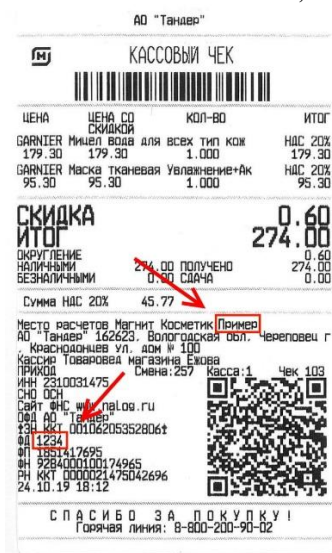 АО "Тандер"
КАССОВЫЙ ЧЕК
ЦЕНА ЦЕНА СО СКИДКОЙ КОЛ-ВО ИТОГ
GARNIER Мицел вода для всех тип кож НДС 20%
179.30 179.30 1.000 179.30
GARNIER Маска тканевая Увлажнение+Ак НДС 20%
95.30 95.30 1.000 95.30
СКИДКА 0.60
ИТОГ 274.00
ОКРУГЛЕНИЕ 0.60
НАЛИЧНЫМИ 274.00 ПОЛУЧЕНО 274.00
БЕЗНАЛИЧНЫМИ 0.00 СДАЧА 0.00
Сумма НДС 20% 45.77
Место расчетов Магнит Косметик Пример
АО "Тандер" 162623. Вологодская обл. Череповец г
. Краснодонцев ул. дом № 100
Кассир Товаровед магазина Ежова
ПРИХОД Смена:257 Касса:1 Чек 103
ИНН 2310031475
СНО ОСН
Сайт ФНС www.nalog.ru
ОФД АО "Тандер"
‡ЗН ККТ 00106205352806‡
ФД 1234
ФП 1851417695
ФН 9284000100174965
РН ККТ 0000021475042696
24.10.19 18:12
СПАСИБО ЗА ПОКУПКУ!
Горячая линия: 8-800-200-90-02